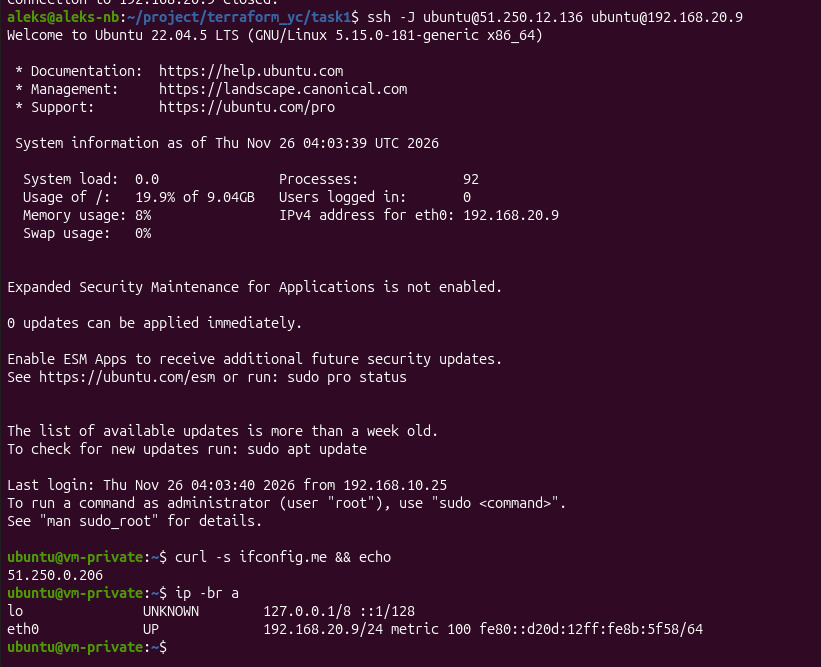 connection to 192.168.20.9 closed.
aleks@aleks-nb:~/project/terraform_yc/task1$ ssh -J ubuntu@51.250.12.136 ubuntu@192.168.20.9
Welcome to Ubuntu 22.04.5 LTS (GNU/Linux 5.15.0-181-generic x86_64)

 * Documentation:  https://help.ubuntu.com
 * Management:     https://landscape.canonical.com
 * Support:        https://ubuntu.com/pro

 System information as of Thu Nov 26 04:03:39 UTC 2026

  System load:  0.0               Processes:             92
  Usage of /:   19.9% of 9.04GB   Users logged in:       0
  Memory usage: 8%                IPv4 address for eth0: 192.168.20.9
  Swap usage:   0%


Expanded Security Maintenance for Applications is not enabled.

0 updates can be applied immediately.

Enable ESM Apps to receive additional future security updates.
See https://ubuntu.com/esm or run: sudo pro status


The list of available updates is more than a week old.
To check for new updates run: sudo apt update

Last login: Thu Nov 26 04:03:40 2026 from 192.168.10.25
To run a command as administrator (user "root"), use "sudo <command>".
See "man sudo_root" for details.

ubuntu@vm-private:~$ curl -s ifconfig.me && echo
51.250.0.206
ubuntu@vm-private:~$ ip -br a
lo               UNKNOWN        127.0.0.1/8 ::1/128
eth0             UP             192.168.20.9/24 metric 100 fe80::d20d:12ff:fe8b:5f58/64
ubuntu@vm-private:~$